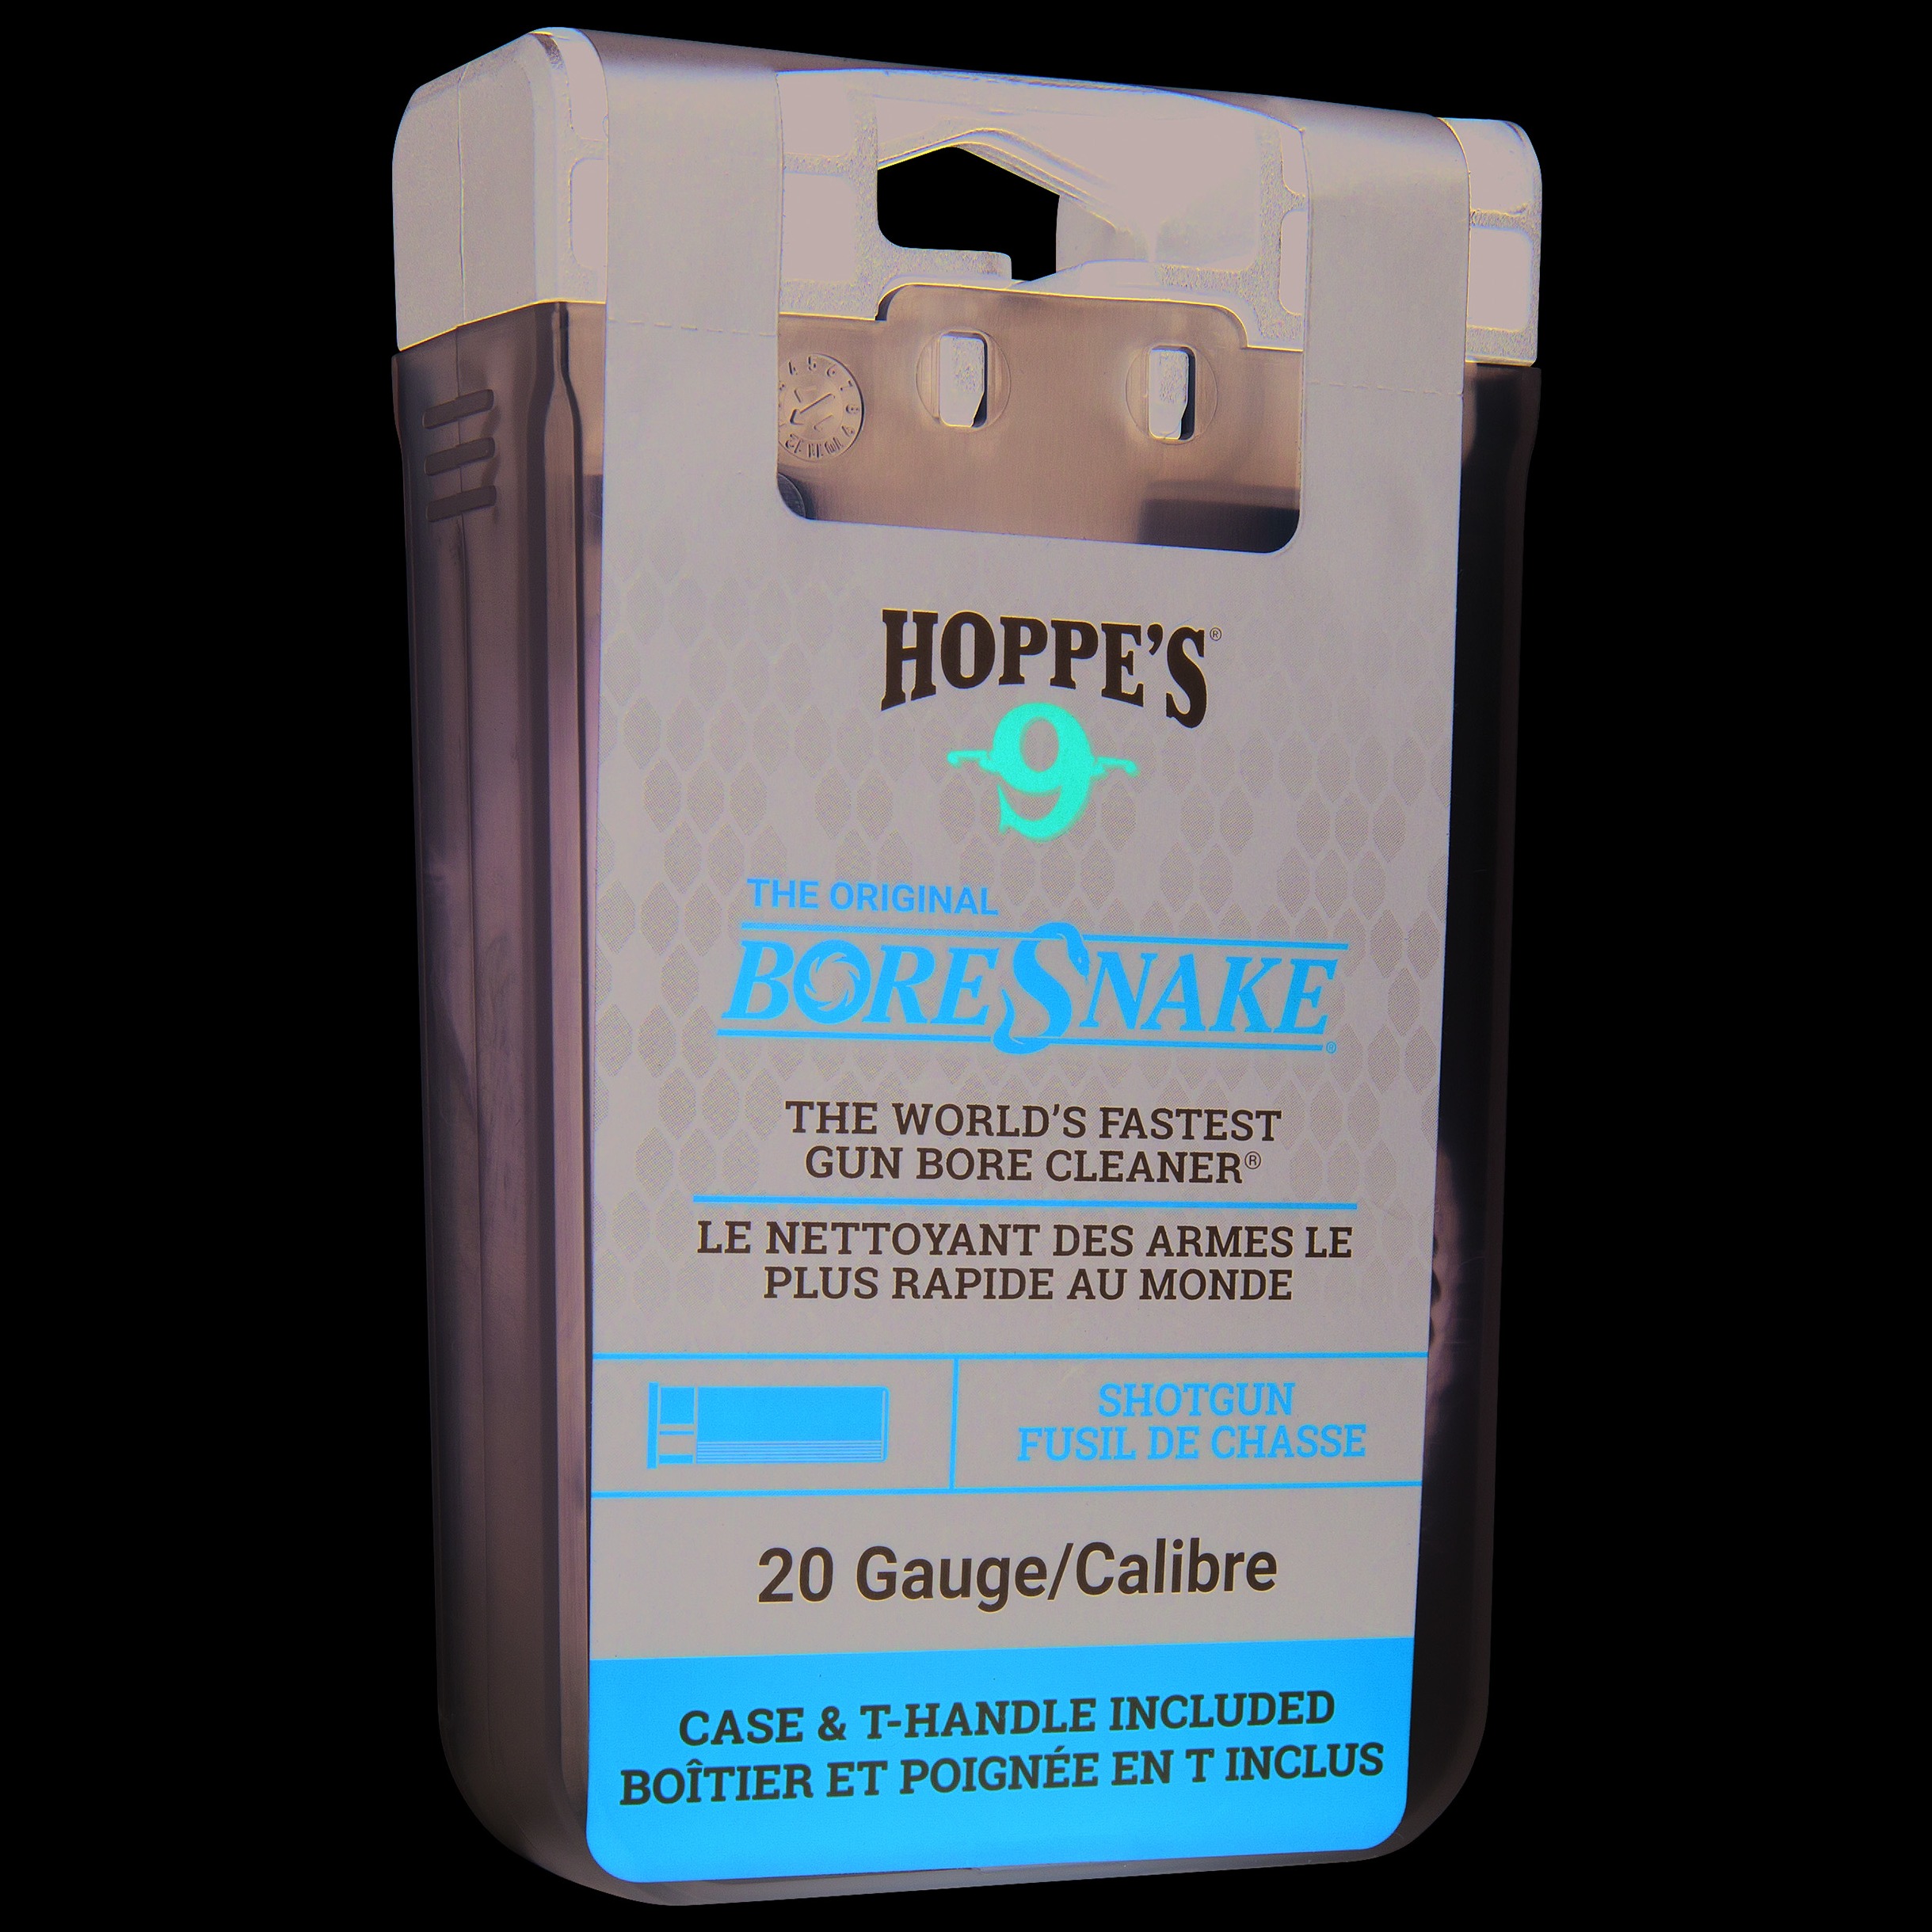 HOPPE'S®
9
THE ORIGINAL
BORESNAKE®
THE WORLD'S FASTEST
GUN BORE CLEANER®
LE NETTOYANT DES ARMES LE
PLUS RAPIDE AU MONDE
SHOTGUN
FUSIL DE CHASSE
20 Gauge/Calibre
CASE & T-HANDLE INCLUDED
BOÎTIER ET POIGNÉE EN T INCLUS